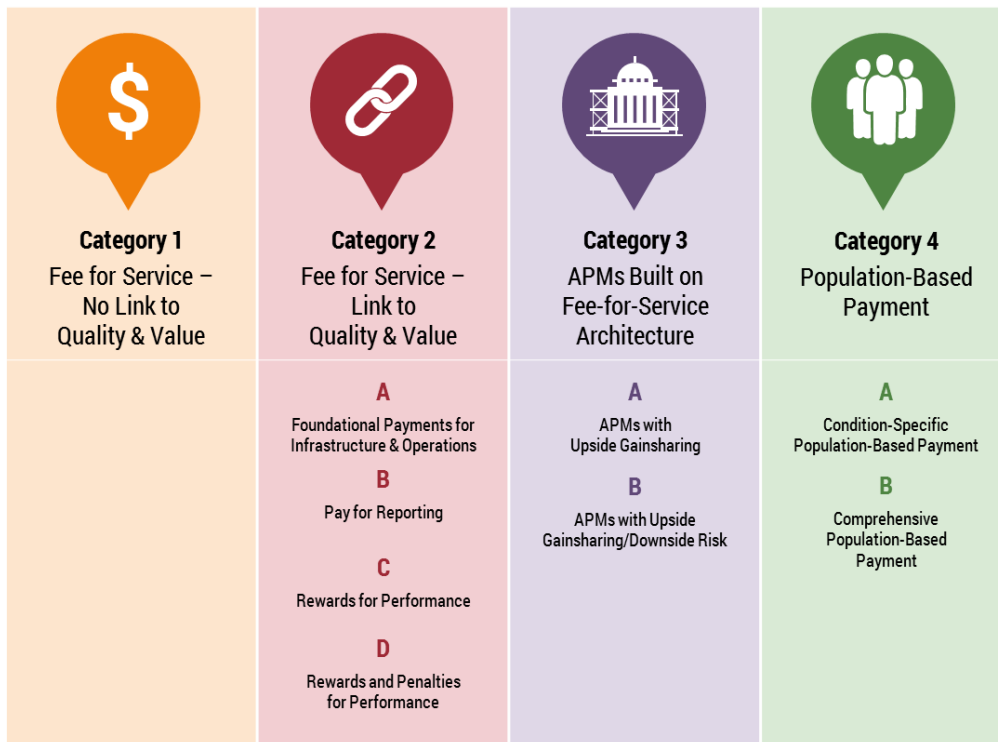 $
Category 1
Fee for Service –
No Link to
Quality & Value
Category 2
Fee for Service –
Link to
Quality & Value
A
Foundational Payments for
Infrastructure & Operations
B
Pay for Reporting
C
Rewards for Performance
D
Rewards and Penalties
for Performance
Category 3
APMs Built on
Fee-for-Service
Architecture
A
APMs with
Upside Gainsharing
B
APMs with Upside
Gainsharing/Downside Risk
Category 4
Population-Based
Payment
A
Condition-Specific
Population-Based Payment
B
Comprehensive
Population-Based
Payment